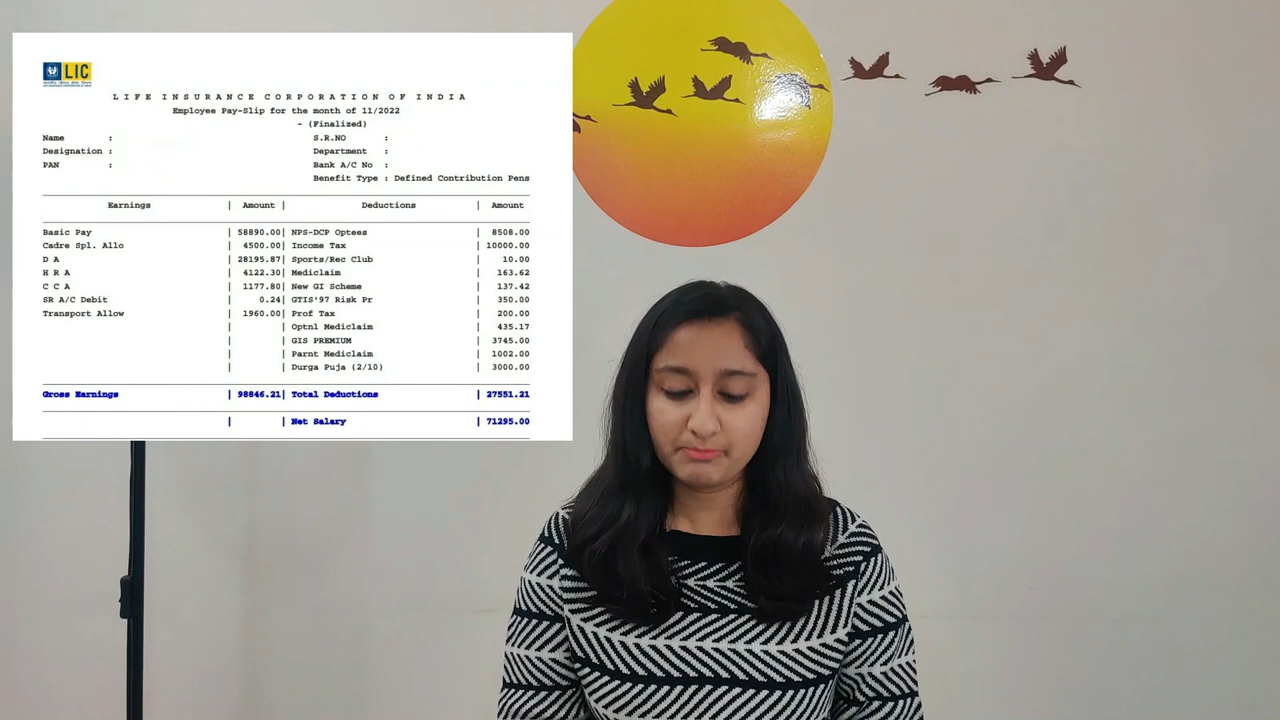 LIC
LIFE INSURANCE CORPORATION OF INDIA
Employee Pay-Slip for the month of 11/2022
- (Finalized)
Name : S.R.NO :
Designation : Department :
PAN : Bank A/C No :
Benefit Type : Defined Contribution Pens
Earnings | Amount | Deductions | Amount
Basic Pay | 58890.00| NPS-DCP Optees | 8508.00
Cadre Spl. Allo | 4500.00| Income Tax | 10000.00
D A | 28195.87| Sports/Rec Club | 10.00
H R A | 4122.30| Mediclaim | 163.62
C C A | 1177.80| New GI Scheme | 137.42
SR A/C Debit | 0.24| GTIS'97 Risk Pr | 350.00
Transport Allow | 1960.00| Prof Tax | 200.00
| | Optnl Mediclaim | 435.17
| | GIS PREMIUM | 3745.00
| | Parnt Mediclaim | 1002.00
| | Durga Puja (2/10) | 3000.00
Gross Earnings | 98846.21| Total Deductions | 27551.21
| | Net Salary | 71295.00